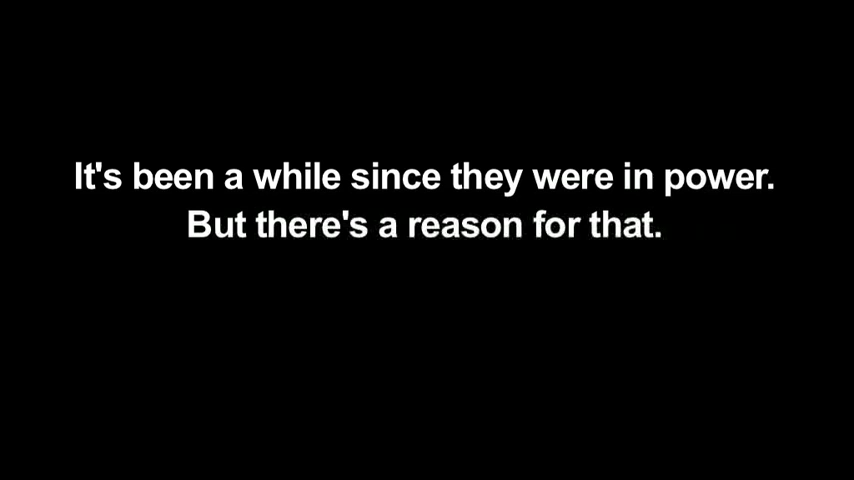 It's been a while since they were in power.
But there's a reason for that.